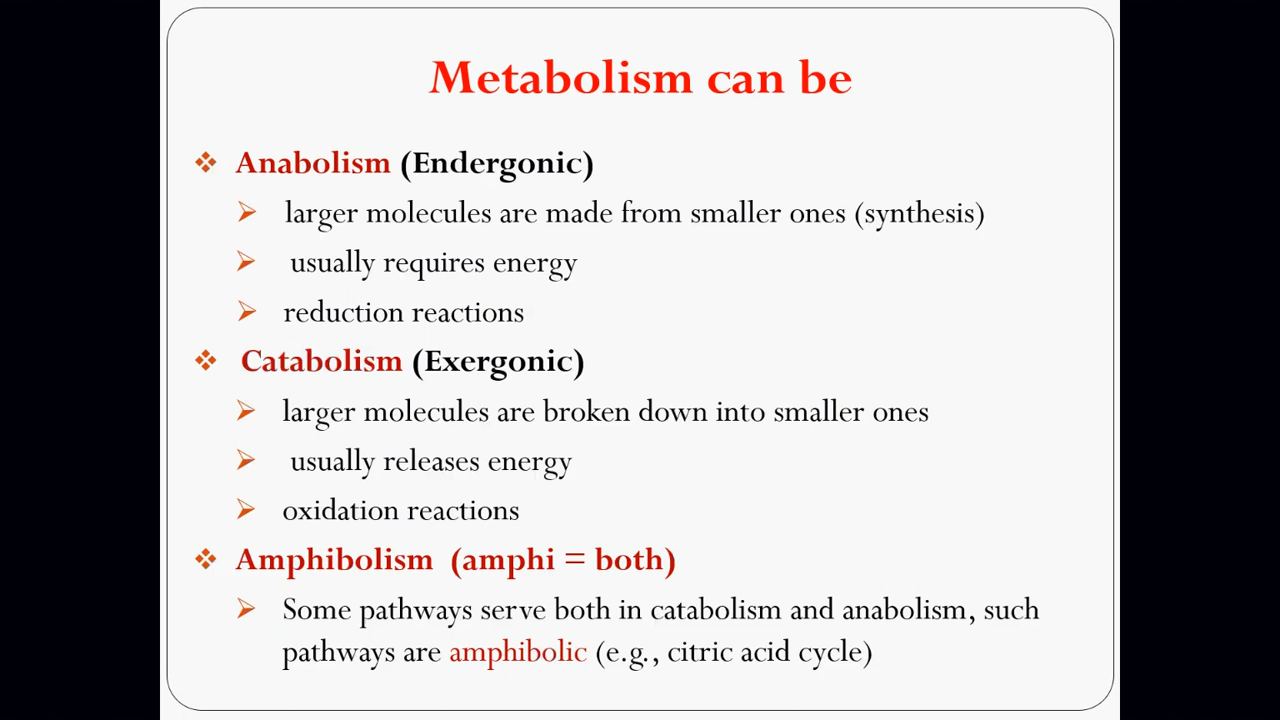 Metabolism can be
Anabolism (Endergonic)
larger molecules are made from smaller ones (synthesis)
usually requires energy
reduction reactions
Catabolism (Exergonic)
larger molecules are broken down into smaller ones
usually releases energy
oxidation reactions
Amphibolism (amphi = both)
Some pathways serve both in catabolism and anabolism, such
pathways are amphibolic (e.g., citric acid cycle)